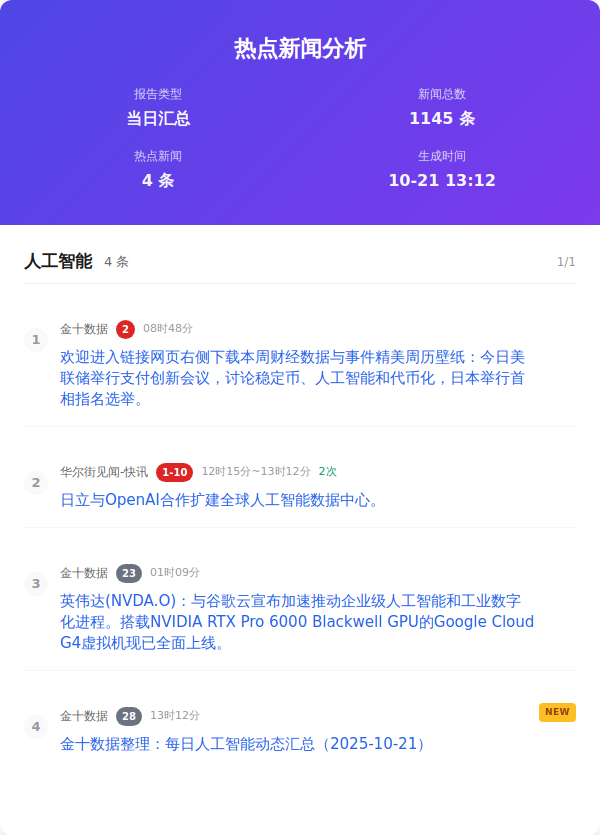 热点新闻分析
报告类型
新闻总数
当日汇总
1145 条
热点新闻
生成时间
4 条
10-21 13:12
人工智能 4 条 1/1
1 金十数据 2 08时48分
欢迎进入链接网页右侧下载本周财经数据与事件精美周历壁纸：今日美
联储举行支付创新会议，讨论稳定币、人工智能和代币化，日本举行首
相指名选举。
2 华尔街见闻-快讯 1-10 12时15分~13时12分 2次
日立与OpenAI合作扩建全球人工智能数据中心。
3 金十数据 23 01时09分
英伟达(NVDA.O)：与谷歌云宣布加速推动企业级人工智能和工业数字
化进程。搭载NVIDIA RTX Pro 6000 Blackwell GPU的Google Cloud
G4虚拟机现已全面上线。
4 金十数据 28 13时12分 NEW
金十数据整理：每日人工智能动态汇总（2025-10-21）